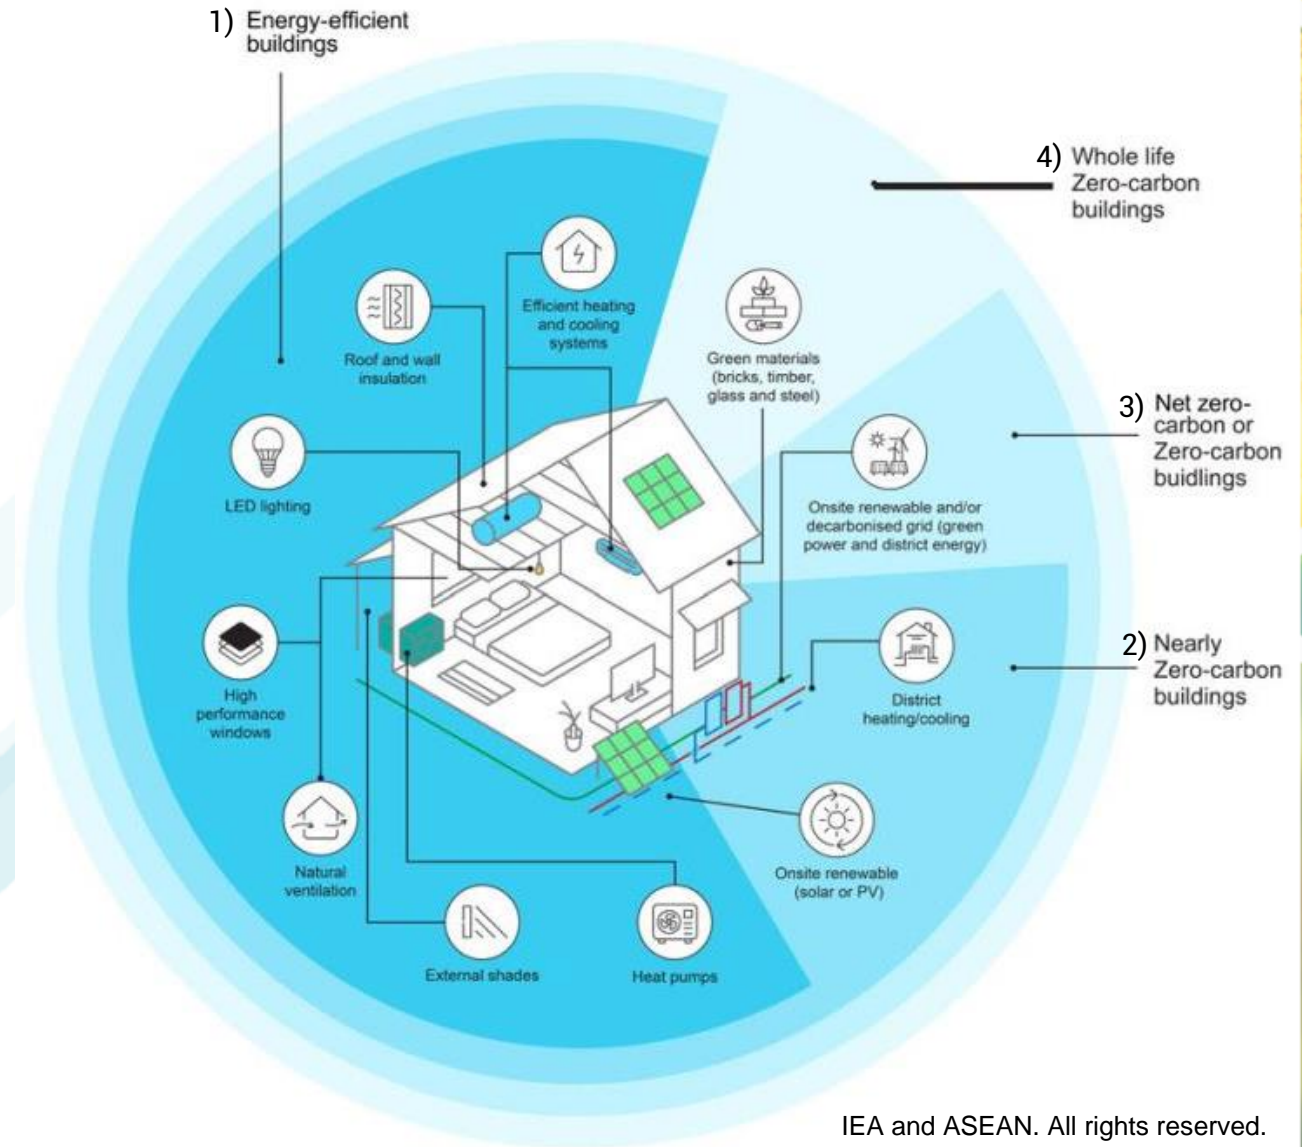 1) Energy-efficient
buildings
4) Whole life
Zero-carbon
buildings
Efficient heating
and cooling
systems
Roof and wall
insulation
Green materials
(bricks, timber,
glass and steel)
3) Net zero-
carbon or
Zero-carbon
buidlings
LED lighting
Onsite renewable and/or
decarbonised grid (green
power and district energy)
2) Nearly
Zero-carbon
buildings
High
performance
windows
District
heating/cooling
Natural
ventilation
Onsite renewable
(solar or PV)
External shades
Heat pumps
IEA and ASEAN. All rights reserved.